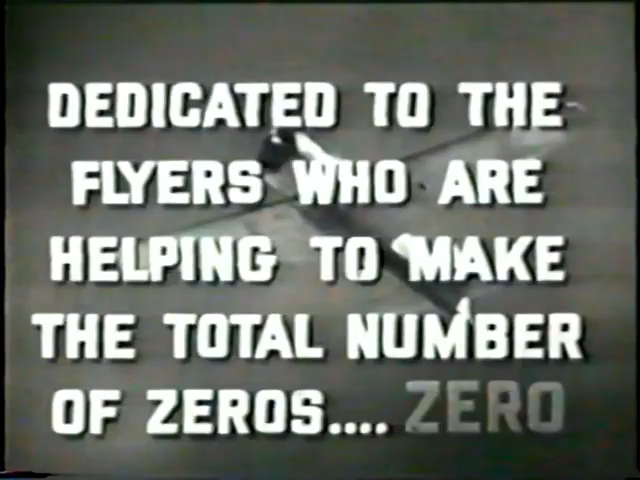 DEDICATED TO THE
FLYERS WHO ARE
HELPING TO MAKE
THE TOTAL NUMBER
OF ZEROS.... ZERO